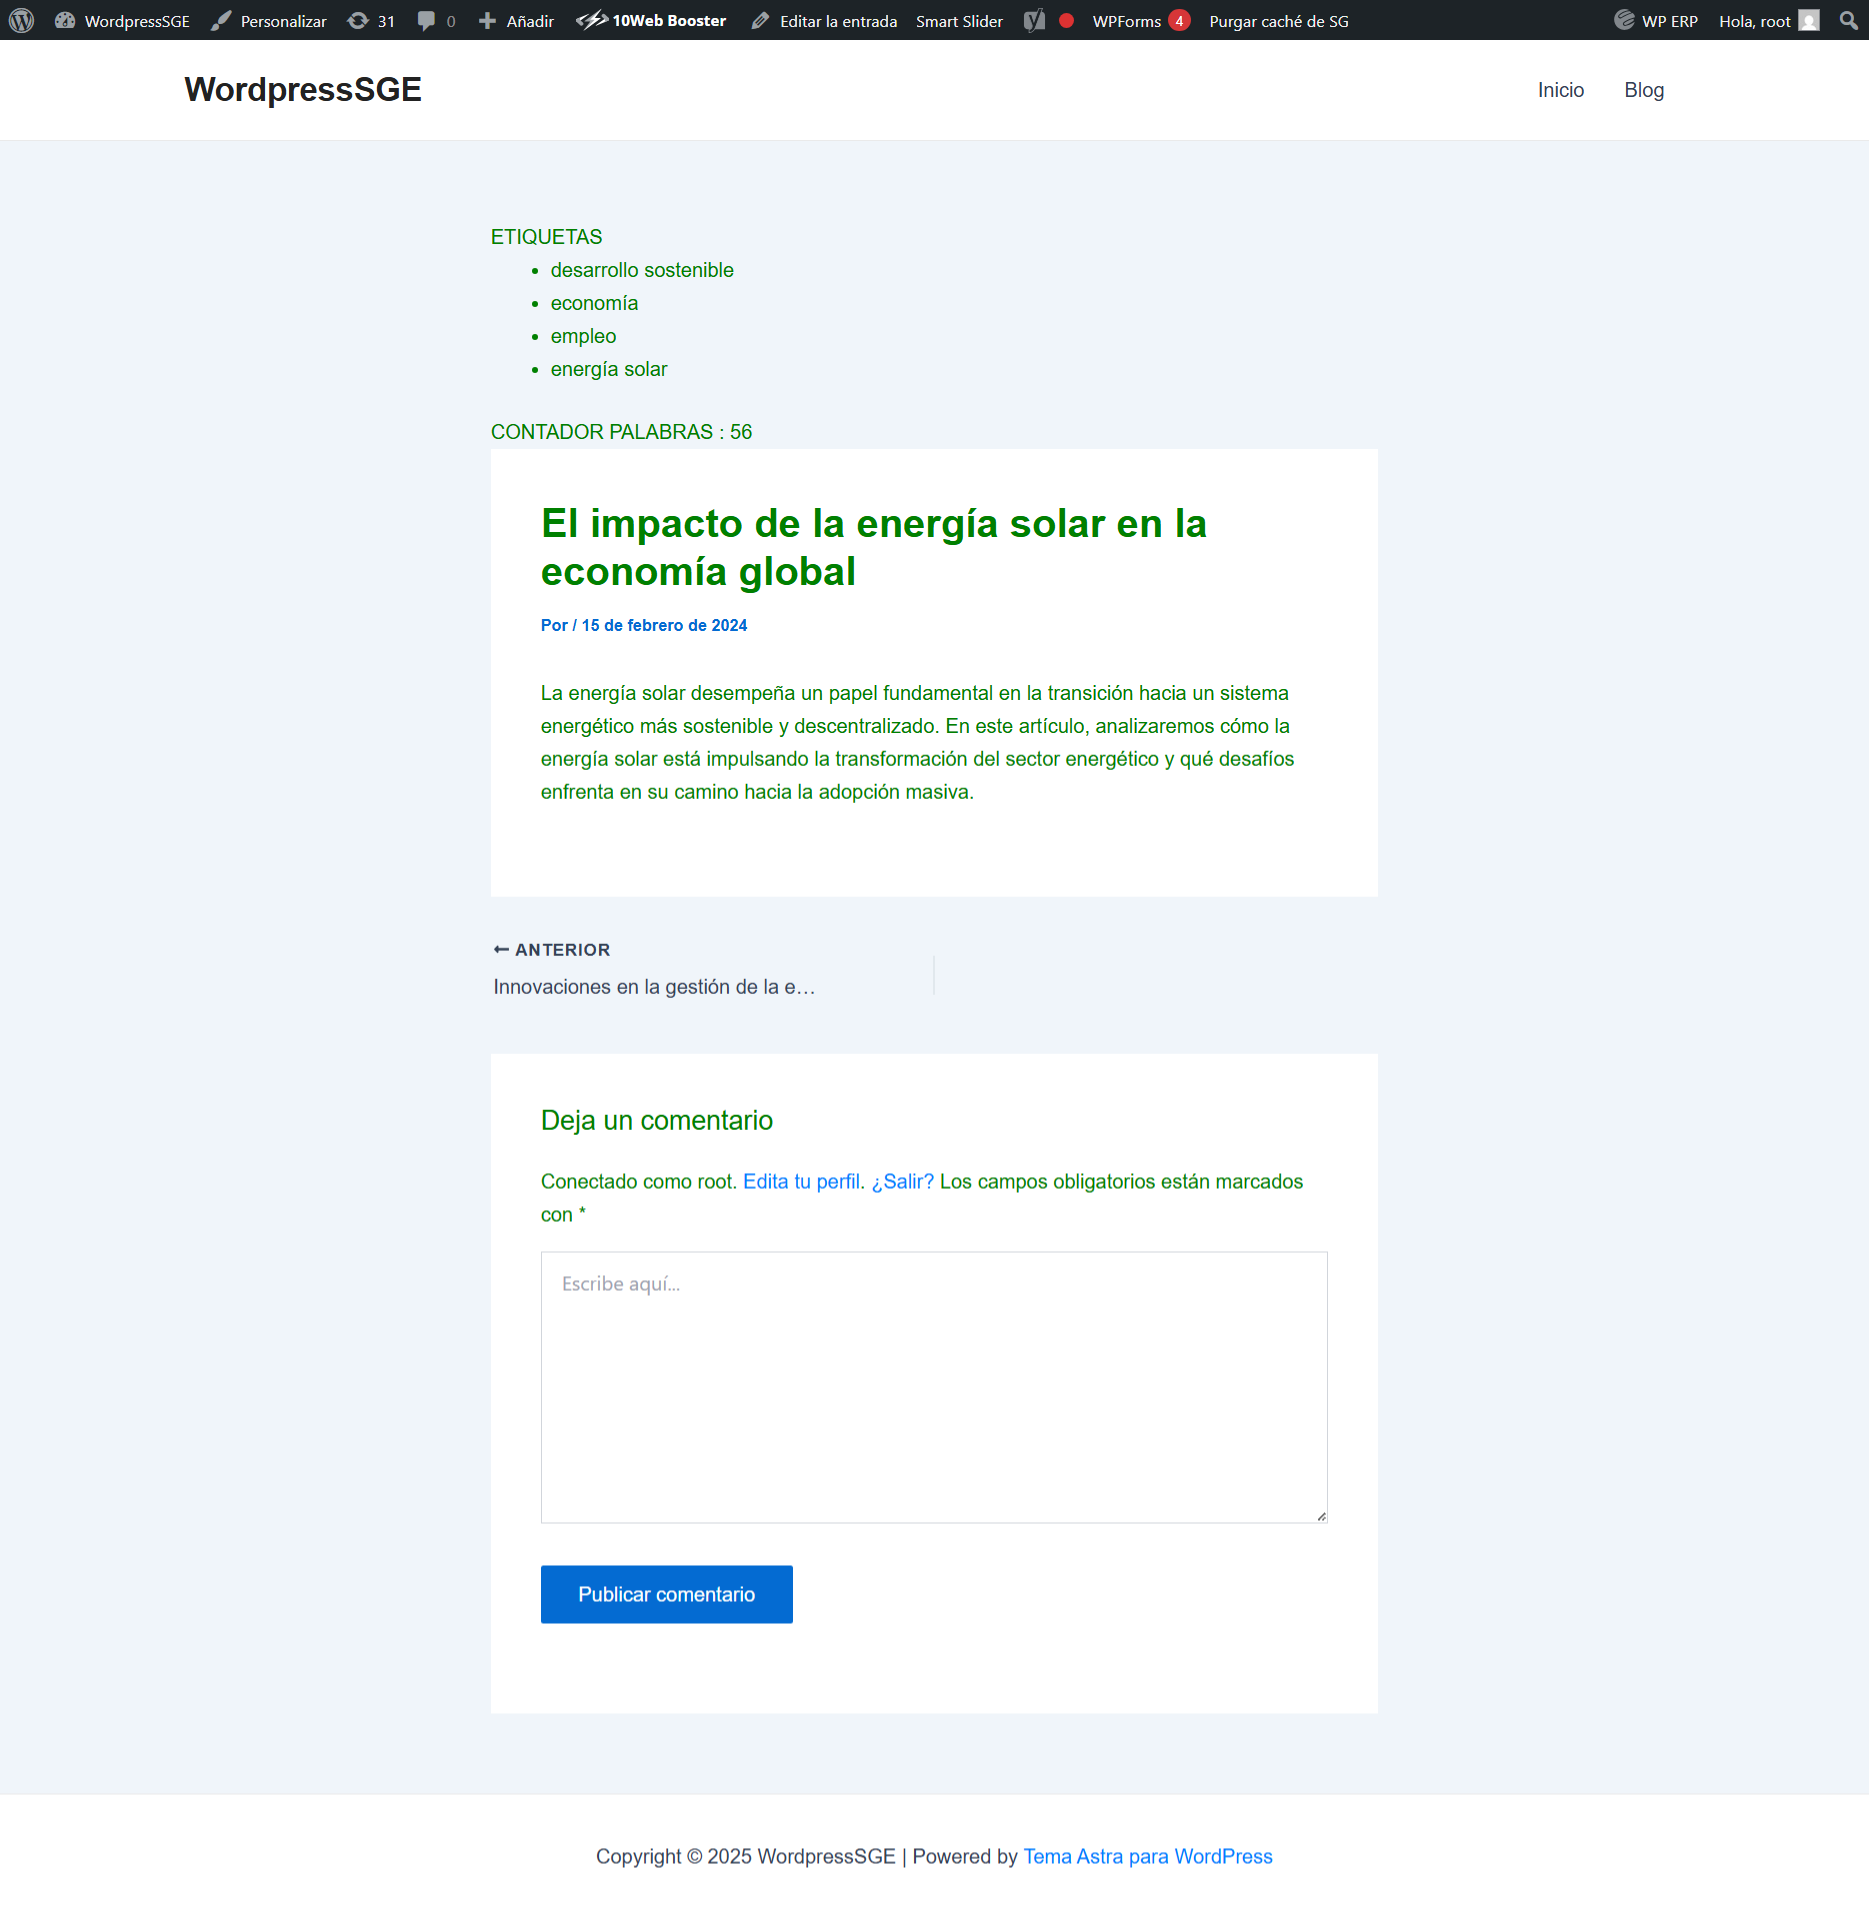 WordpressSGE Personalizar 31 0 Añadir 10Web Booster Editar la entrada Smart Slider WPForms 4 Purgar caché de SG WP ERP Hola, root
WordpressSGE Inicio Blog
ETIQUETAS
• desarrollo sostenible
• economía
• empleo
• energía solar
CONTADOR PALABRAS : 56
El impacto de la energía solar en la
economía global
Por / 15 de febrero de 2024
La energía solar desempeña un papel fundamental en la transición hacia un sistema
energético más sostenible y descentralizado. En este artículo, analizaremos cómo la
energía solar está impulsando la transformación del sector energético y qué desafíos
enfrenta en su camino hacia la adopción masiva.
← ANTERIOR
Innovaciones en la gestión de la e…
Deja un comentario
Conectado como root. Edita tu perfil. ¿Salir? Los campos obligatorios están marcados
con *
Escribe aquí...
Publicar comentario
Copyright © 2025 WordpressSGE | Powered by Tema Astra para WordPress